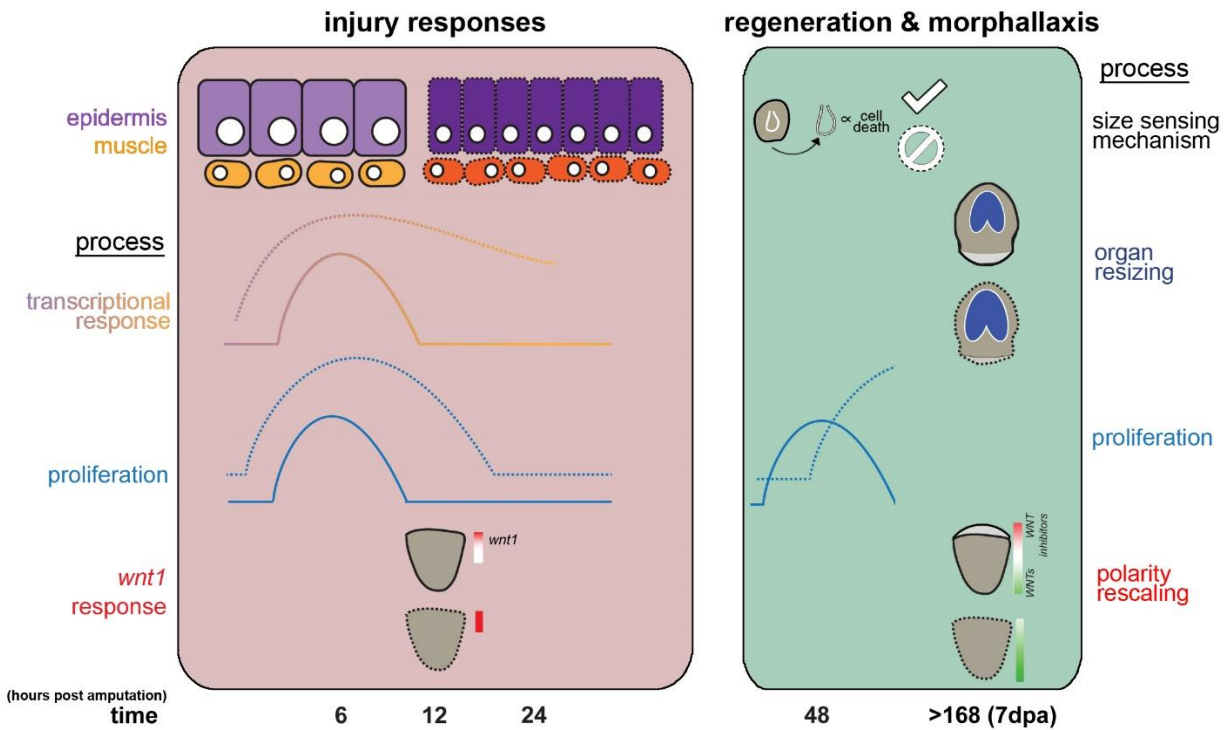 injury responses
regeneration & morphallaxis
epidermis
muscle
process
transcriptional
response
proliferation
wnt1
response
wnt1
∝ cell
death
process
size sensing
mechanism
organ
resizing
proliferation
WNT
inhibitors
WNTs
polarity
rescaling
(hours post amputation)
time
6
12
24
48
>168 (7dpa)